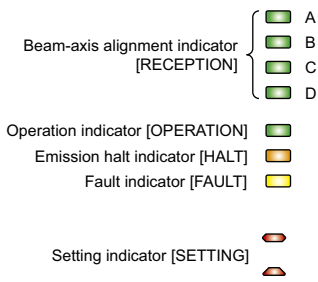 Beam-axis alignment indicator
[RECEPTION]
A
B
C
D
Operation indicator [OPERATION]
Emission halt indicator [HALT]
Fault indicator [FAULT]
Setting indicator [SETTING]